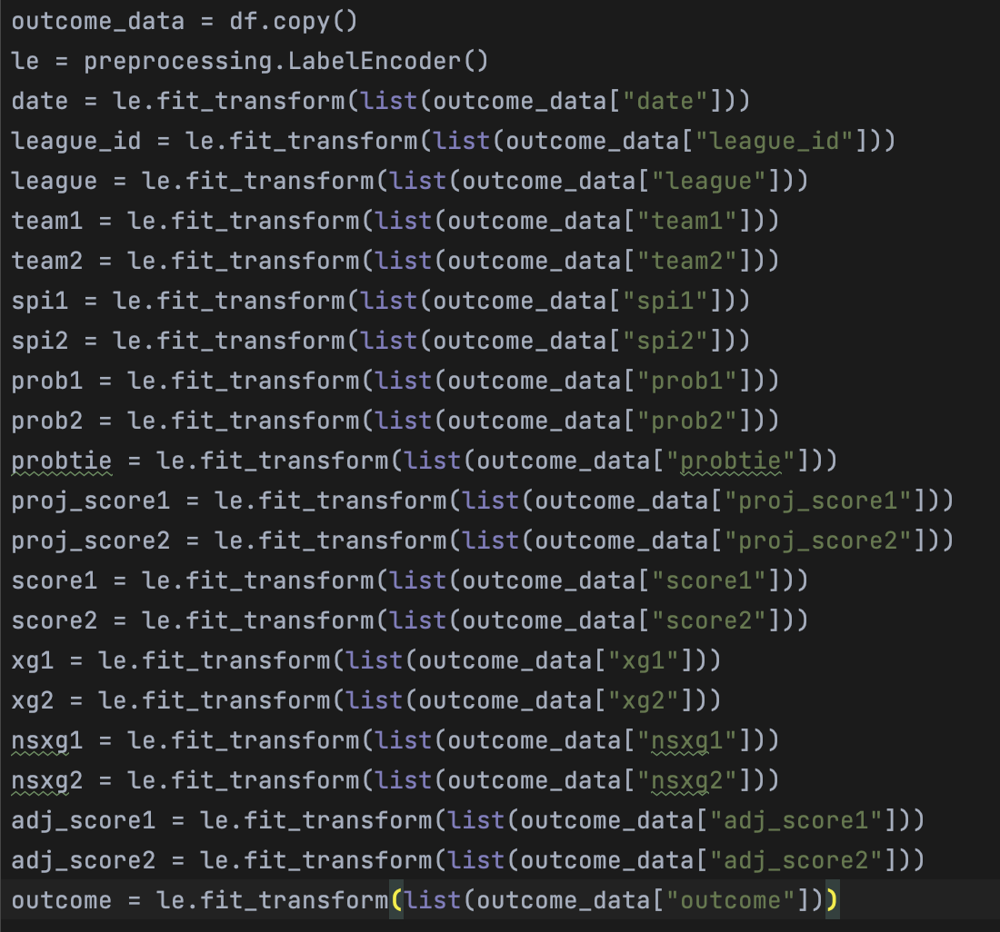 outcome_data = df.copy()
le = preprocessing.LabelEncoder()
date = le.fit_transform(list(outcome_data["date"]))
league_id = le.fit_transform(list(outcome_data["league_id"]))
league = le.fit_transform(list(outcome_data["league"]))
team1 = le.fit_transform(list(outcome_data["team1"]))
team2 = le.fit_transform(list(outcome_data["team2"]))
spi1 = le.fit_transform(list(outcome_data["spi1"]))
spi2 = le.fit_transform(list(outcome_data["spi2"]))
prob1 = le.fit_transform(list(outcome_data["prob1"]))
prob2 = le.fit_transform(list(outcome_data["prob2"]))
probtie = le.fit_transform(list(outcome_data["probtie"]))
proj_score1 = le.fit_transform(list(outcome_data["proj_score1"]))
proj_score2 = le.fit_transform(list(outcome_data["proj_score2"]))
score1 = le.fit_transform(list(outcome_data["score1"]))
score2 = le.fit_transform(list(outcome_data["score2"]))
xg1 = le.fit_transform(list(outcome_data["xg1"]))
xg2 = le.fit_transform(list(outcome_data["xg2"]))
nsxg1 = le.fit_transform(list(outcome_data["nsxg1"]))
nsxg2 = le.fit_transform(list(outcome_data["nsxg2"]))
adj_score1 = le.fit_transform(list(outcome_data["adj_score1"]))
adj_score2 = le.fit_transform(list(outcome_data["adj_score2"]))
outcome = le.fit_transform(list(outcome_data["outcome"]))